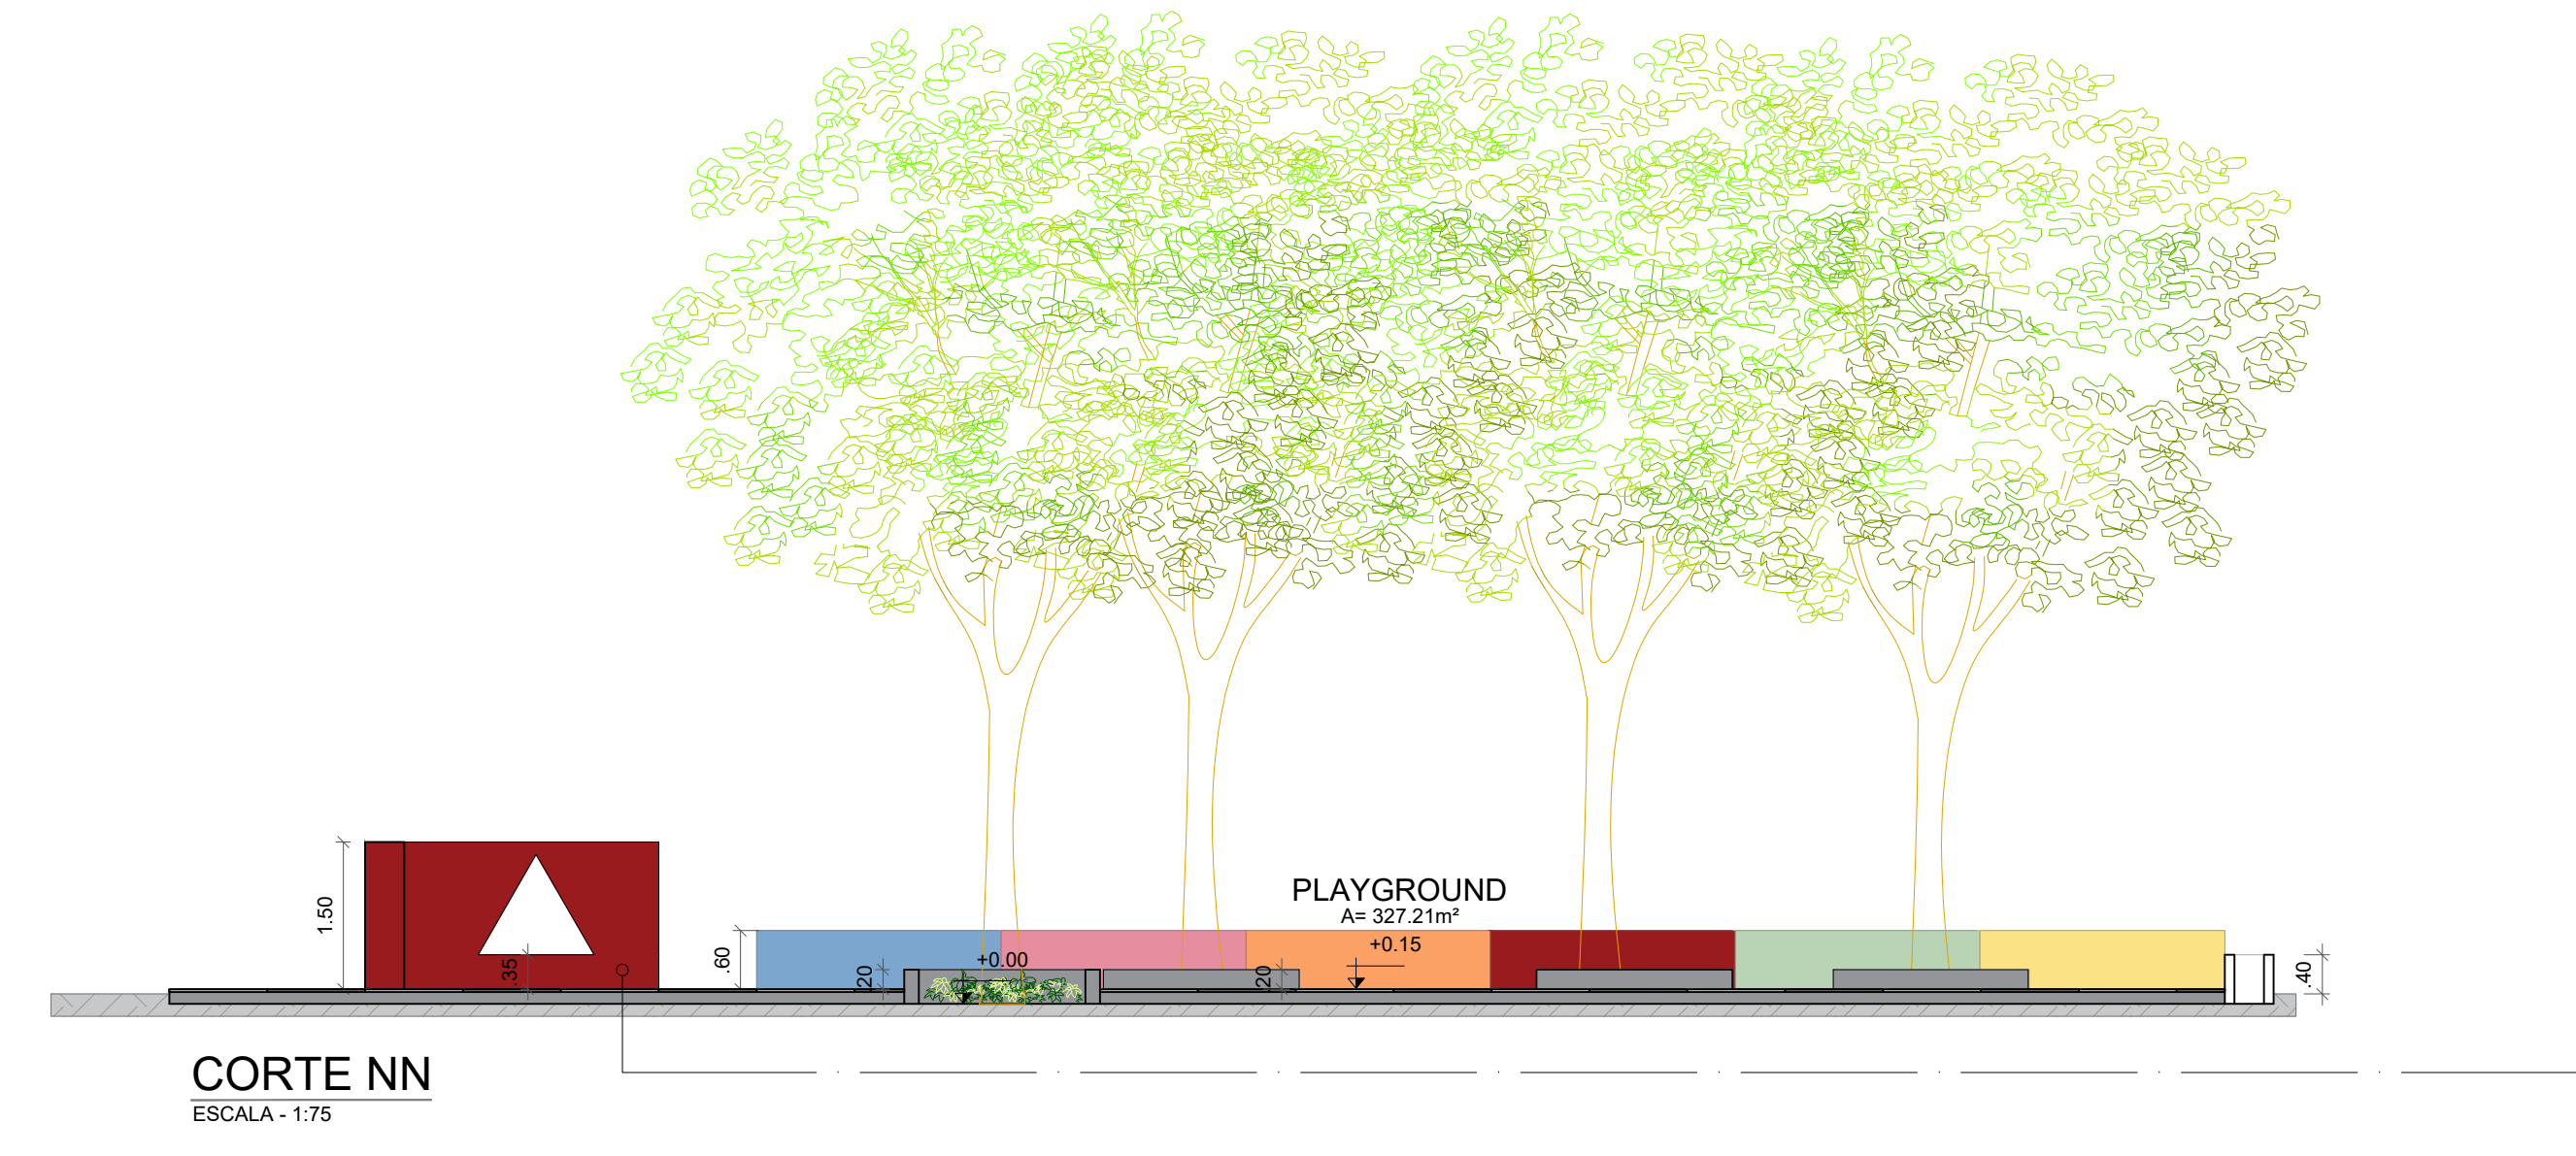 PLAYGROUND
A= 327.21m²
+0.15
+0.00
1.50
.35
.60
.20
.20
.40
CORTE NN
ESCALA - 1:75